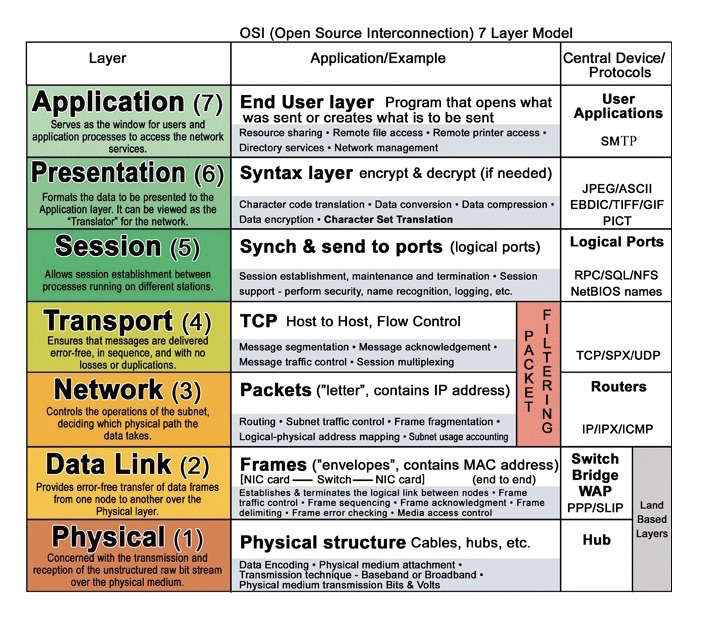 OSI (Open Source Interconnection) 7 Layer Model
Layer
Application/Example
Central Device/
Protocols
Application (7)
Serves as the window for users and
application processes to access the network
services.
End User layer Program that opens what
was sent or creates what is to be sent
Resource sharing • Remote file access • Remote printer access •
Directory services • Network management
User
Applications
SMTP
Presentation (6)
Formats the data to be presented to the
Application layer. It can be viewed as the
"Translator" for the network.
Syntax layer encrypt & decrypt (if needed)
Character code translation • Data conversion • Data compression •
Data encryption • Character Set Translation
JPEG/ASCII
EBDIC/TIFF/GIF
PICT
Session (5)
Allows session establishment between
processes running on different stations.
Synch & send to ports (logical ports)
Session establishment, maintenance and termination • Session
support - perform security, name recognition, logging, etc.
Logical Ports
RPC/SQL/NFS
NetBIOS names
Transport (4)
Ensures that messages are delivered
error-free, in sequence, and with no
losses or duplications.
TCP Host to Host, Flow Control
Message segmentation • Message acknowledgement •
Message traffic control • Session multiplexing
PACKET
FILTERING
TCP/SPX/UDP
Network (3)
Controls the operations of the subnet,
deciding which physical path the
data takes.
Packets ("letter", contains IP address)
Routing • Subnet traffic control • Frame fragmentation •
Logical-physical address mapping • Subnet usage accounting
Routers
IP/IPX/ICMP
Data Link (2)
Provides error-free transfer of data frames
from one node to another over the
Physical layer.
Frames ("envelopes", contains MAC address)
[NIC card —— Switch —— NIC card] (end to end)
Establishes & terminates the logical link between nodes • Frame
traffic control • Frame sequencing • Frame acknowledgment • Frame
delimiting • Frame error checking • Media access control
Switch
Bridge
WAP
PPP/SLIP
Land
Based
Layers
Physical (1)
Concerned with the transmission and
reception of the unstructured raw bit stream
over the physical medium.
Physical structure Cables, hubs, etc.
Data Encoding • Physical medium attachment •
Transmission technique - Baseband or Broadband •
Physical medium transmission Bits & Volts
Hub